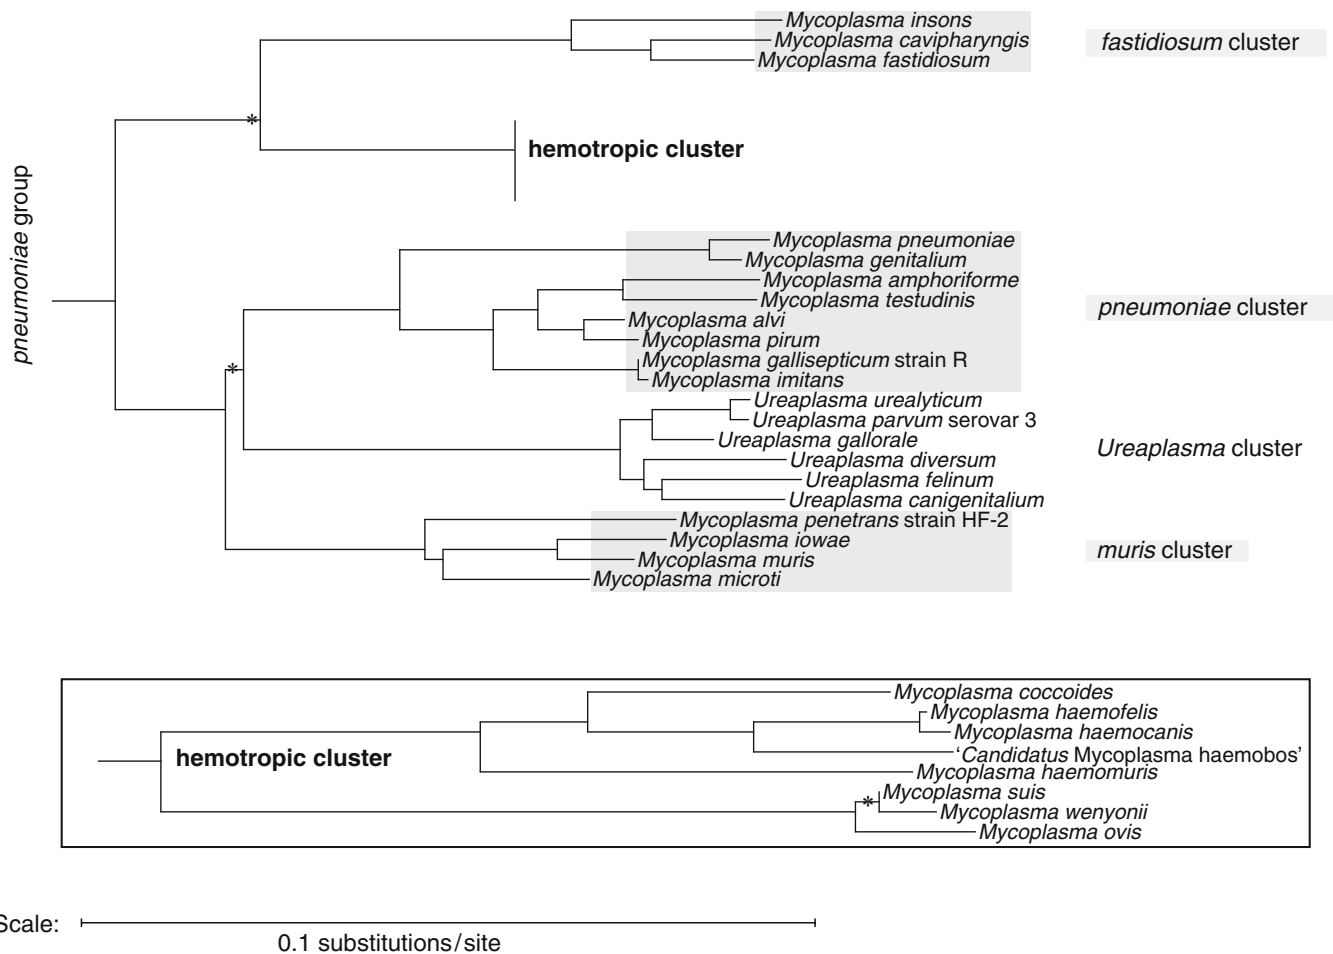 Mycoplasma insons
Mycoplasma cavipharyngis
Mycoplasma fastidiosum
fastidiosum cluster
*
hemotropic cluster
pneumoniae group
Mycoplasma pneumoniae
Mycoplasma genitalium
Mycoplasma amphoriforme
Mycoplasma testudinis
Mycoplasma alvi
Mycoplasma pirum
Mycoplasma gallisepticum strain R
Mycoplasma imitans
pneumoniae cluster
*
Ureaplasma urealyticum
Ureaplasma parvum serovar 3
Ureaplasma gallorale
Ureaplasma diversum
Ureaplasma felinum
Ureaplasma canigenitalium
Ureaplasma cluster
Mycoplasma penetrans strain HF-2
Mycoplasma iowae
Mycoplasma muris
Mycoplasma microti
muris cluster
hemotropic cluster
Mycoplasma coccoides
Mycoplasma haemofelis
Mycoplasma haemocanis
‘Candidatus Mycoplasma haemobos’
Mycoplasma haemomuris
*
Mycoplasma suis
Mycoplasma wenyonii
Mycoplasma ovis
Scale:
0.1 substitutions/site